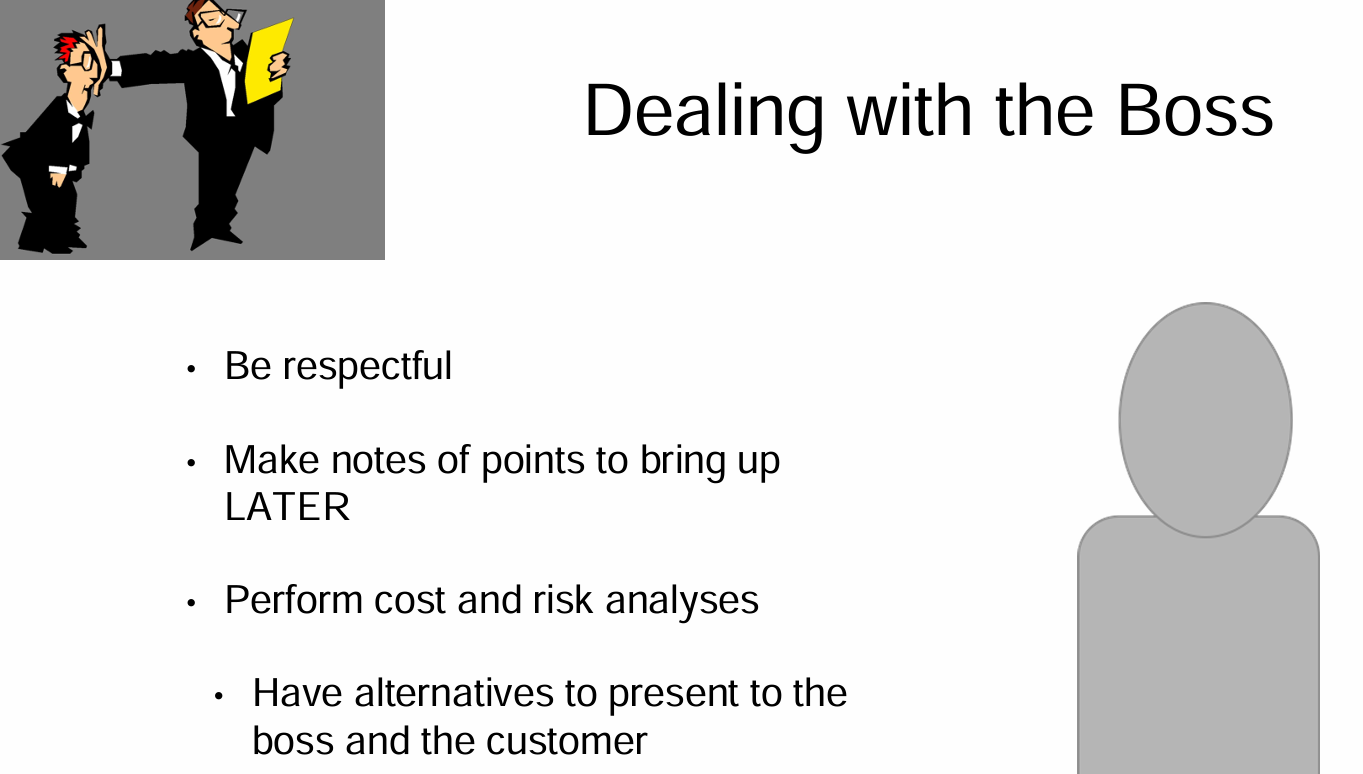 Dealing with the Boss
• Be respectful
• Make notes of points to bring up
LATER
• Perform cost and risk analyses
• Have alternatives to present to the
boss and the customer